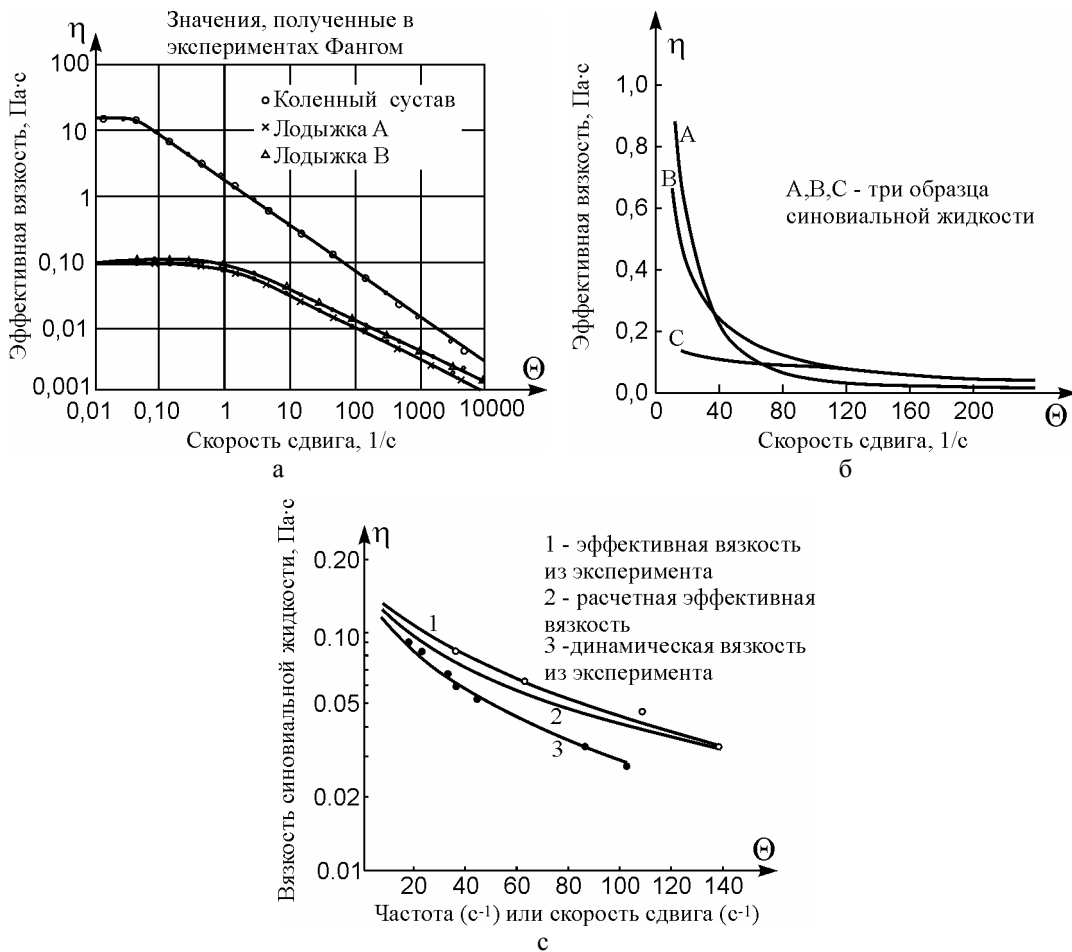 η
Значения, полученные в
экспериментах Фангом
Эффективная вязкость, Па·с
100
10
1
0,10
0,01
0,001
Коленный сустав
Лодыжка А
Лодыжка В
Θ
0,01 0,10 1 10 100 1000 10000
Скорость сдвига, 1/с
а
η
Эффективная вязкость, Па·с
1,0
0,8
0,6
0,4
0,2
0,0
A
B
C
А,В,С - три образца
синовиальной жидкости
0 40 80 120 160 200 Θ
Скорость сдвига, 1/с
б
η
Вязкость синовиальной жидкости, Па·с
0.20
0.10
0.05
0.02
0.01
1
2
3
1 - эффективная вязкость
из эксперимента
2 - расчетная эффективная
вязкость
3 -динамическая вязкость
из эксперимента
Θ
20 40 60 80 100 120 140
Частота (с-1) или скорость сдвига (с-1)
с